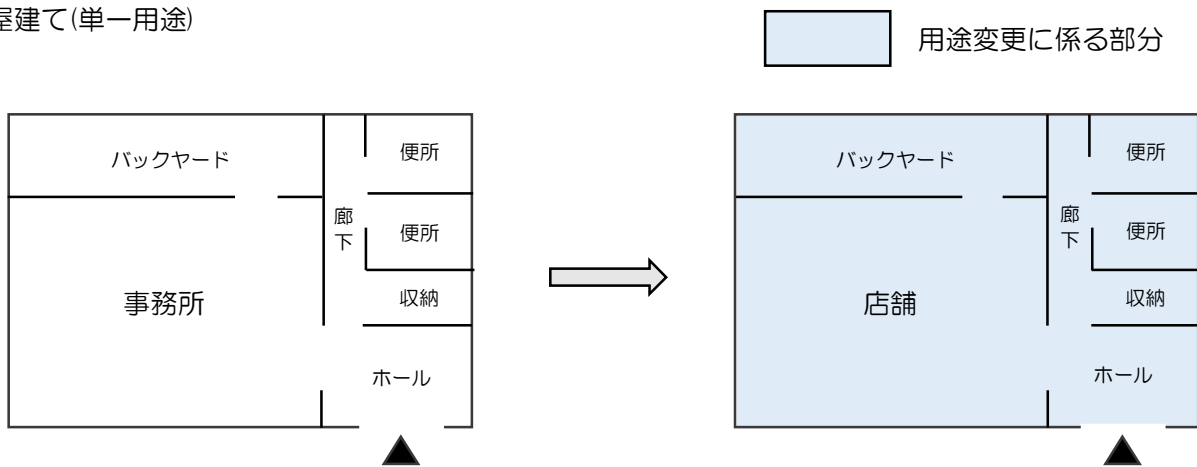 屋建て(単一用途)
用途変更に係る部分
バックヤード
便所
廊下
便所
事務所
収納
ホール
バックヤード
便所
廊下
便所
店舗
収納
ホール